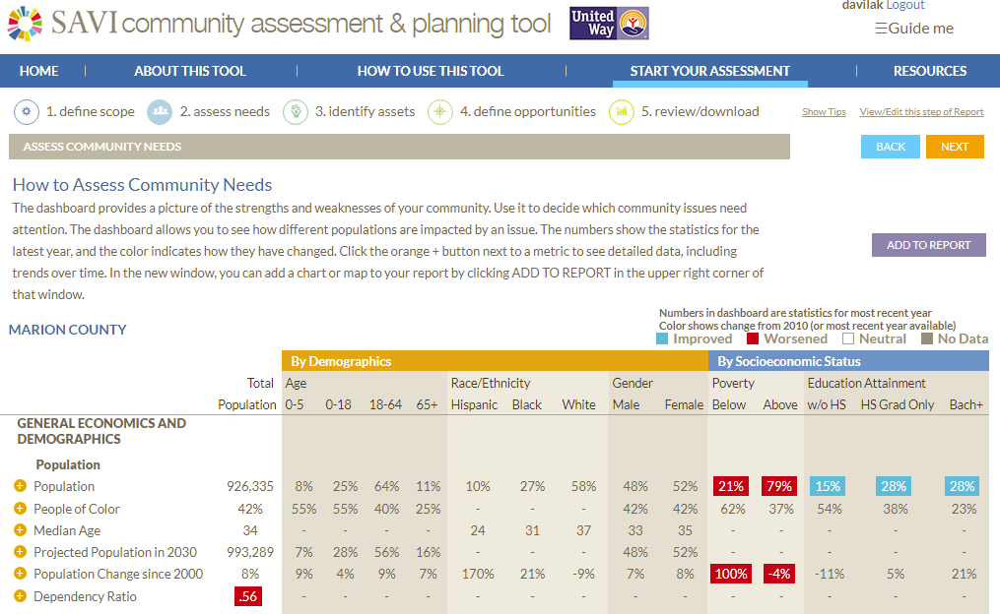 SAVI community assessment & planning tool United Way
davilak Logout
Guide me
HOME ABOUT THIS TOOL HOW TO USE THIS TOOL START YOUR ASSESSMENT RESOURCES
1. define scope 2. assess needs 3. identify assets 4. define opportunities 5. review/download Show Tips View/Edit this step of Report
ASSESS COMMUNITY NEEDS BACK NEXT
How to Assess Community Needs
The dashboard provides a picture of the strengths and weaknesses of your community. Use it to decide which community issues need
attention. The dashboard allows you to see how different populations are impacted by an issue. The numbers show the statistics for the
latest year, and the color indicates how they have changed. Click the orange + button next to a metric to see detailed data, including
trends over time. In the new window, you can add a chart or map to your report by clicking ADD TO REPORT in the upper right corner of
that window.
ADD TO REPORT
MARION COUNTY
Numbers in dashboard are statistics for most recent year
Color shows change from 2010 (or most recent year available)
Improved Worsened Neutral No Data
By Demographics By Socioeconomic Status
Total Age Race/Ethnicity Gender Poverty Education Attainment
Population 0-5 0-18 18-64 65+ Hispanic Black White Male Female Below Above w/o HS HS Grad Only Bach+
GENERAL ECONOMICS AND
DEMOGRAPHICS
Population
+ Population 926,335 8% 25% 64% 11% 10% 27% 58% 48% 52% 21% 79% 15% 28% 28%
+ People of Color 42% 55% 55% 40% 25% - - - 42% 42% 62% 37% 54% 38% 23%
+ Median Age 34 - - - - 24 31 37 33 35 - - - - -
+ Projected Population in 2030 993,289 7% 28% 56% 16% - - - 48% 52% - - - - -
+ Population Change since 2000 8% 9% 4% 9% 7% 170% 21% -9% 7% 8% 100% -4% -11% 5% 21%
+ Dependency Ratio .56 - - - - - - - - - - - - - -